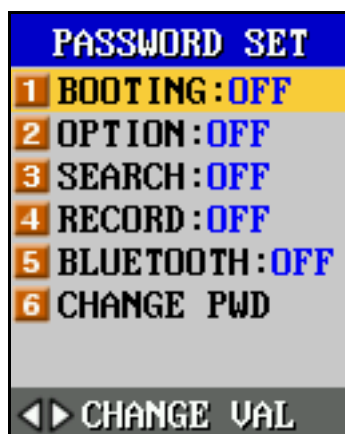 PASSWORD SET
1 BOOTING:OFF
2 OPTION:OFF
3 SEARCH:OFF
4 RECORD:OFF
5 BLUETOOTH:OFF
6 CHANGE PWD
CHANGE VAL